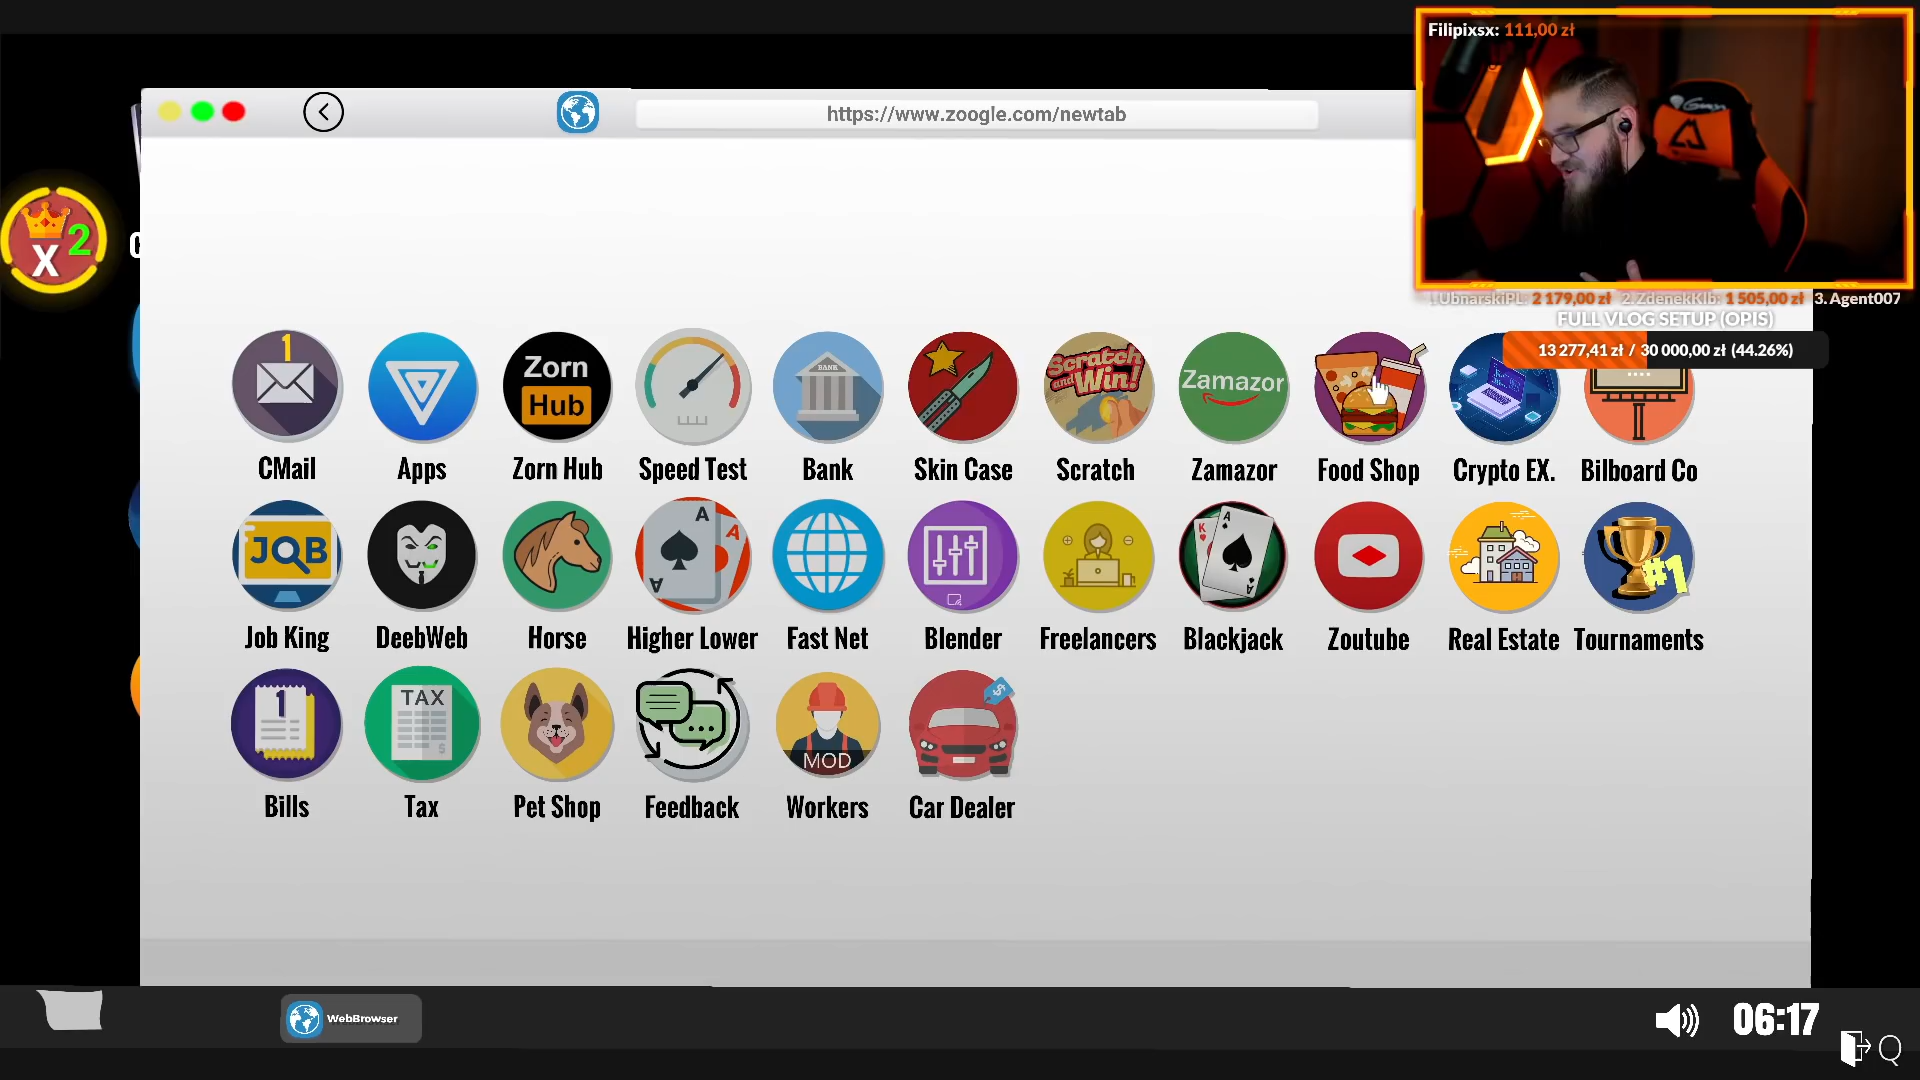 Filipixsx: 111,00 zł
https://www.zoogle.com/newtab
X 2
1.UbnarskiPL: 2 179,00 zł 2.ZdenekKlb: 1 505,00 zł 3. Agent007
FULL VLOG SETUP (OPIS)
13 277,41 zł / 30 000,00 zł (44.26%)
1
Zorn
Hub
BANK
Scratch
and Win!
Zamazor
CMail
Apps
Zorn Hub
Speed Test
Bank
Skin Case
Scratch
Zamazor
Food Shop
Crypto EX.
Bilboard Co
JOB
A
A
A
K
A
A
#1
Job King
DeebWeb
Horse
Higher Lower
Fast Net
Blender
Freelancers
Blackjack
Zoutube
Real Estate
Tournaments
1
TAX
$
MOD
$
Bills
Tax
Pet Shop
Feedback
Workers
Car Dealer
WebBrowser
06:17
Q